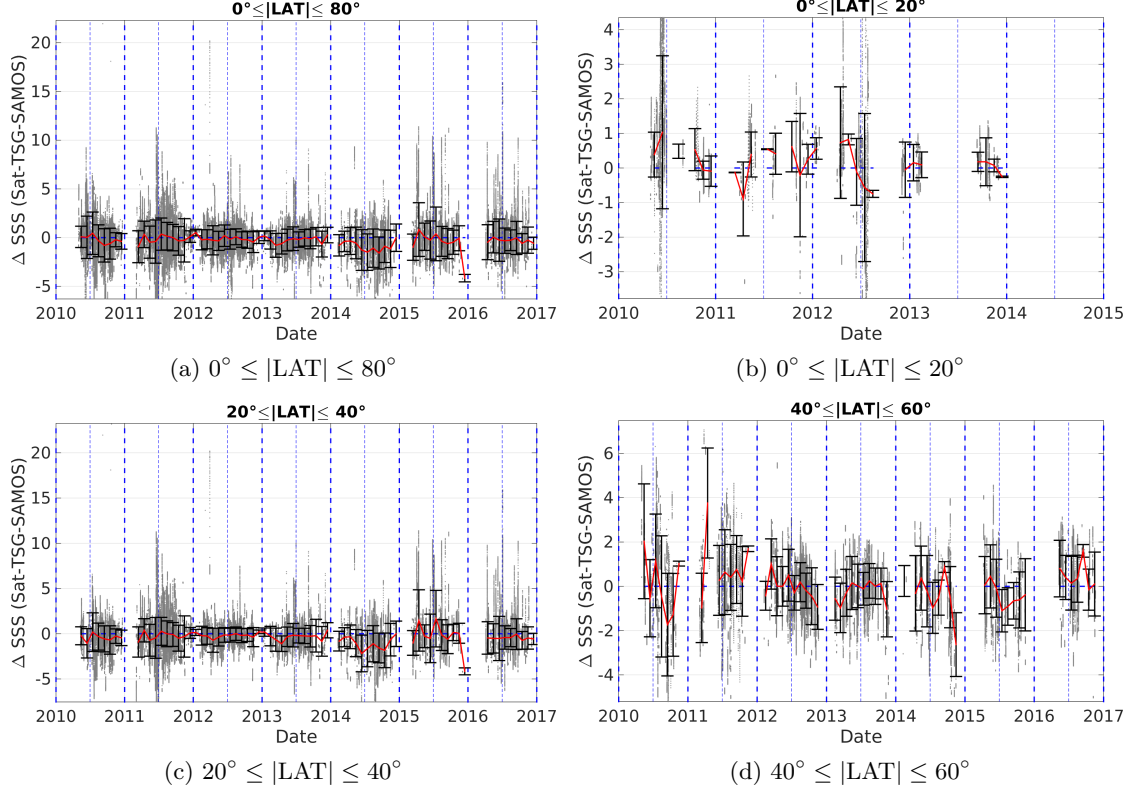 0°≤|LAT|≤ 80°
Δ SSS (Sat-TSG-SAMOS)
20
15
10
5
0
-5
2010 2011 2012 2013 2014 2015 2016 2017
Date
(a) 0° ≤ |LAT| ≤ 80°
0°≤|LAT|≤ 20°
Δ SSS (Sat-TSG-SAMOS)
4
3
2
1
0
-1
-2
-3
2010 2011 2012 2013 2014 2015
Date
(b) 0° ≤ |LAT| ≤ 20°
20°≤|LAT|≤ 40°
Δ SSS (Sat-TSG-SAMOS)
20
15
10
5
0
-5
2010 2011 2012 2013 2014 2015 2016 2017
Date
(c) 20° ≤ |LAT| ≤ 40°
40°≤|LAT|≤ 60°
Δ SSS (Sat-TSG-SAMOS)
6
4
2
0
-2
-4
2010 2011 2012 2013 2014 2015 2016 2017
Date
(d) 40° ≤ |LAT| ≤ 60°